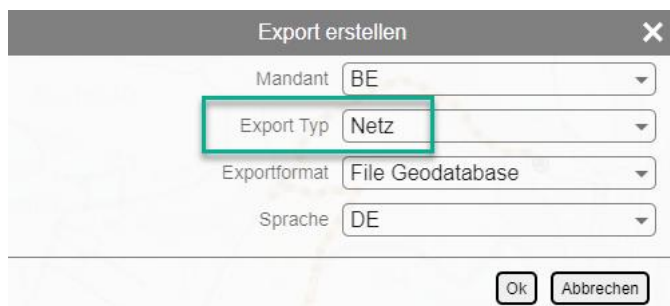 Export erstellen
Mandant BE
Export Typ Netz
Exportformat File Geodatabase
Sprache DE
Ok Abbrechen